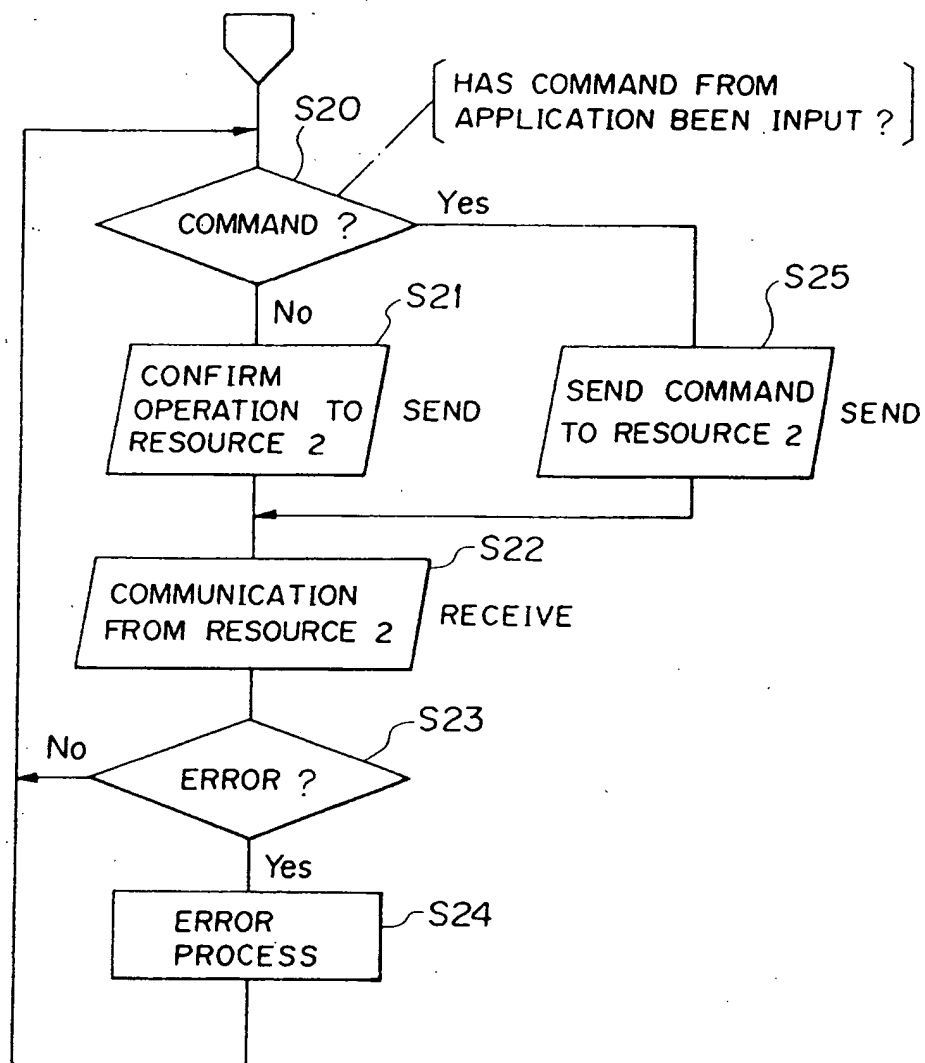 HAS COMMAND FROM
APPLICATION BEEN INPUT ?
S20
COMMAND ?
Yes
No
S21
CONFIRM
OPERATION TO
RESOURCE 2
SEND
S25
SEND COMMAND
TO RESOURCE 2
SEND
S22
COMMUNICATION
FROM RESOURCE 2
RECEIVE
S23
ERROR ?
No
Yes
S24
ERROR
PROCESS